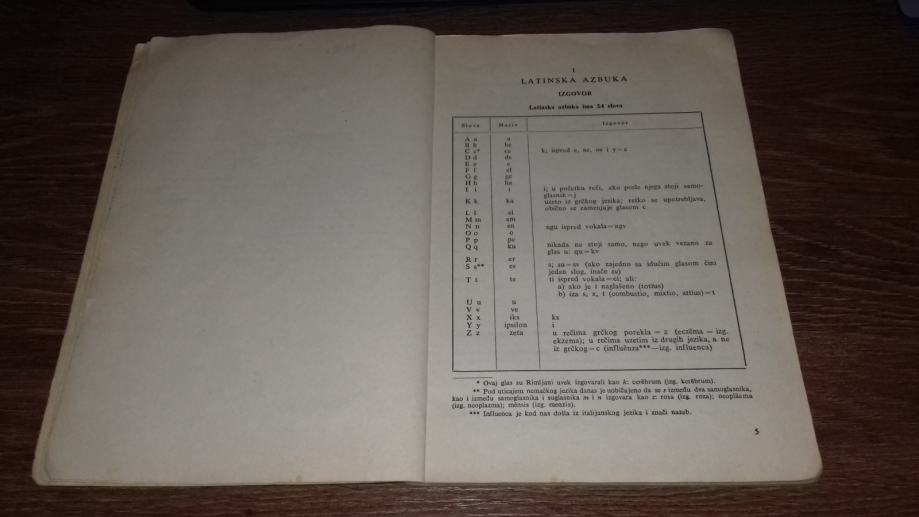 I
LATINSKA AZBUKA
IZGOVOR
Latinska azbuka ima 24 slova
Slova Naziv Izgovor
A a a
B b be
C c* ce k; ispred e, ae, oe i y=c
D d de
E e e
F f ef
G g ge
H h ha
I i i i; u početku reči, ako posle njega stoji samo-
glasnik=j
K k ka uzeto iz grčkog jezika; retko se upotrebljava,
obično se zamenjuje glasom c
L l el
M m em
N n en ngu ispred vokala=ngv
O o o
P p pe
Q q ku nikada ne stoji samo, nego uvek vezano za
glas u: qu=kv
R r er
S s** es s; su=sv (ako zajedno sa idućim glasom čini
jedan slog, inače su)
T t te ti ispred vokala=ci; ali:
a) ako je i naglašeno (totius)
b) iza s, x, t (combustio, mixtio, attius)=t
U u u
V v ve
X x iks ks
Y y ipsilon i
Z z zeta u rečima grčkog porekla = z (eczēma = izg.
ekzema); u rečima uzetim iz drugih jezika, a ne
iz grčkog=c (influēnza***=izg. influenca)
* Ovaj glas su Rimljani uvek izgovarali kao k: cerĕbrum (izg. kerĕbrum).
** Pod uticajem nemačkog jezika danas je uobičajeno da se s između dva samoglasnika,
kao i između samoglasnika i suglasnika m i n izgovara kao z: rosa (izg. roza); neoplasma
(izg. neoplazma); mēnsis (izg. menzis).
*** Influenca je kod nas došla iz italijanskog jezika i znači nazeb.
5